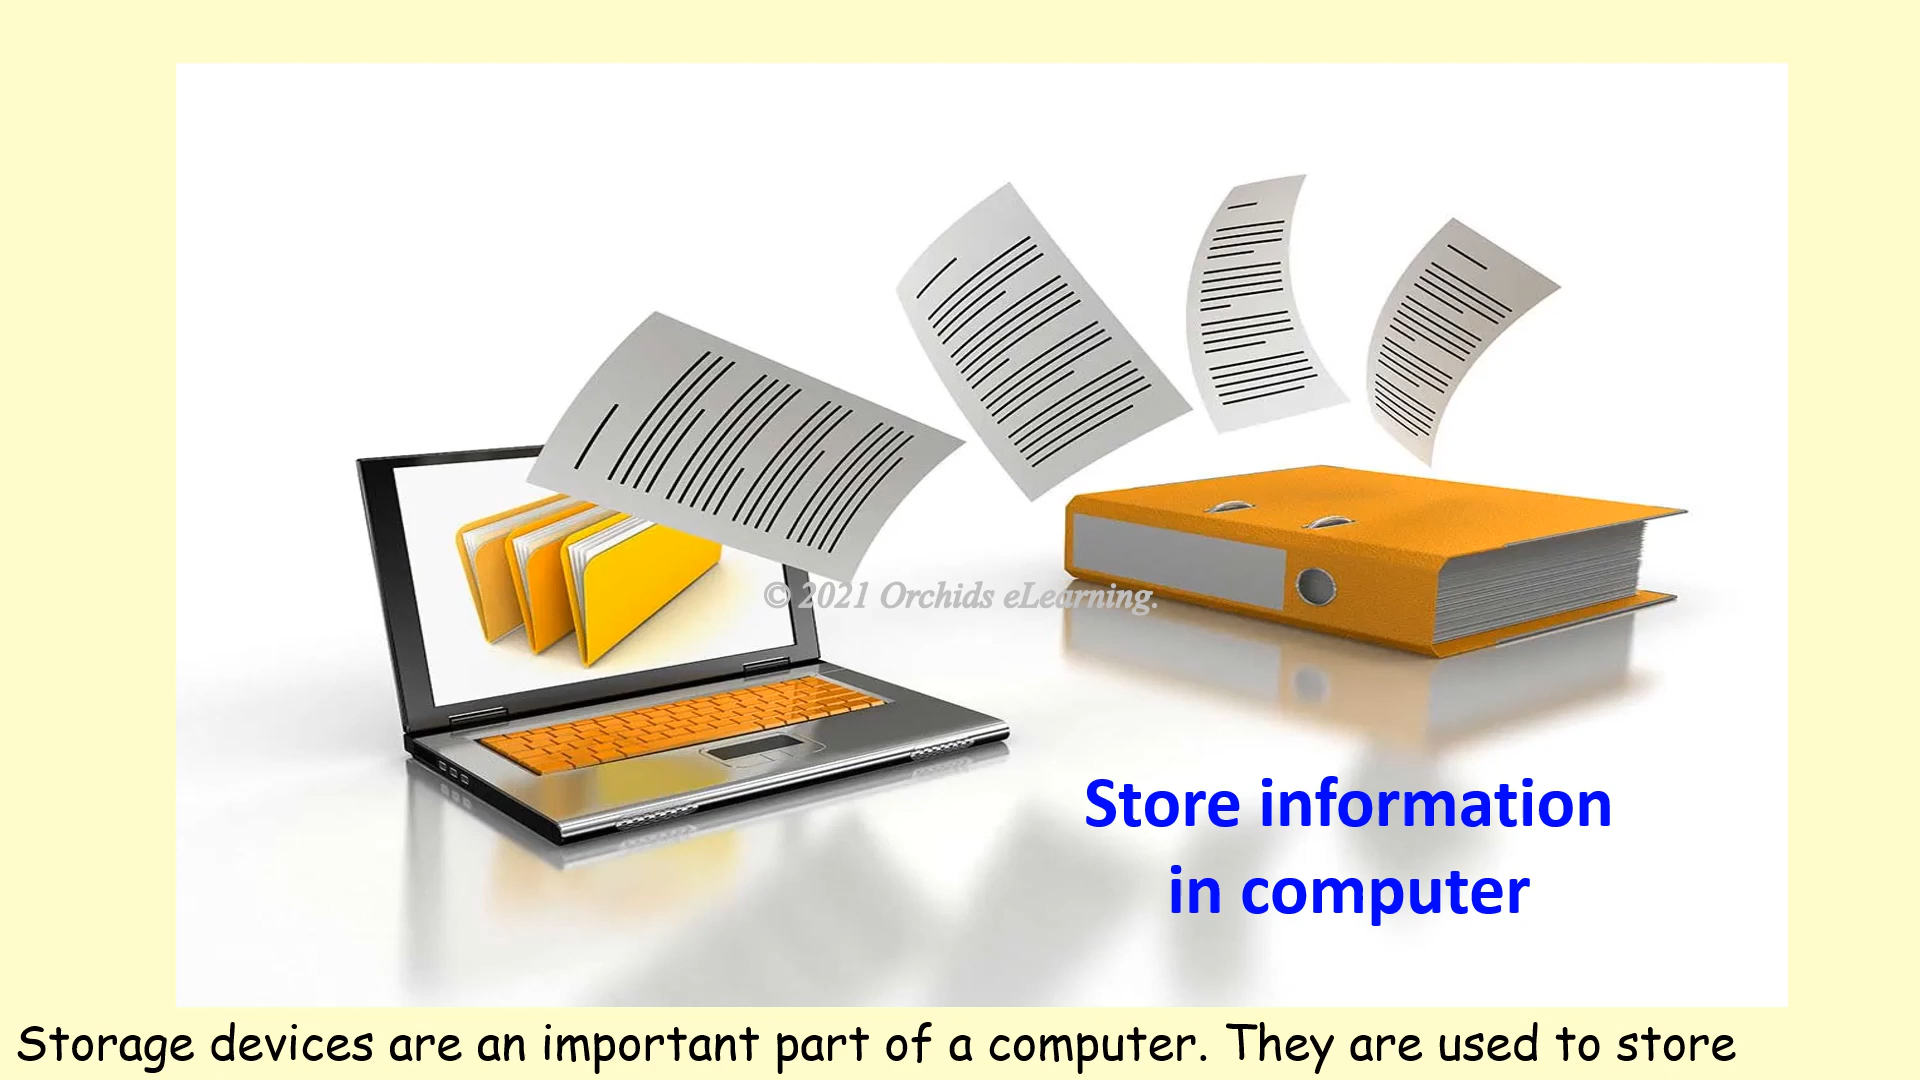 © 2021 Orchids eLearning.
Store information
in computer
Storage devices are an important part of a computer. They are used to store